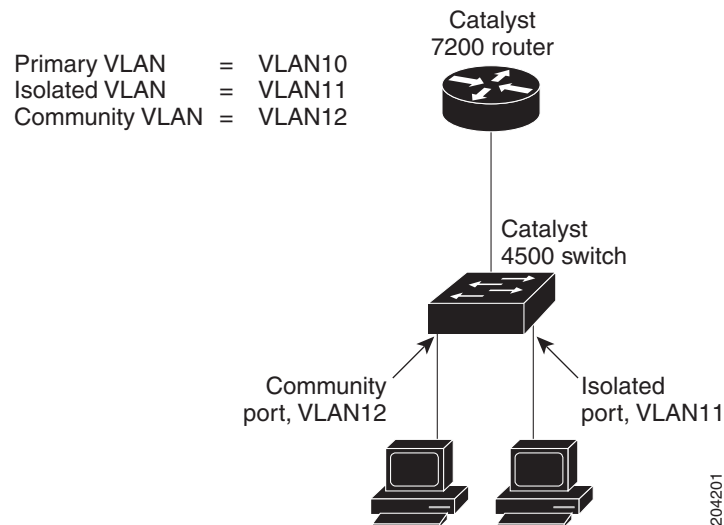 Catalyst
7200 router
Primary VLAN = VLAN10
Isolated VLAN = VLAN11
Community VLAN = VLAN12
Catalyst
4500 switch
Community
port, VLAN12
Isolated
port, VLAN11
204201